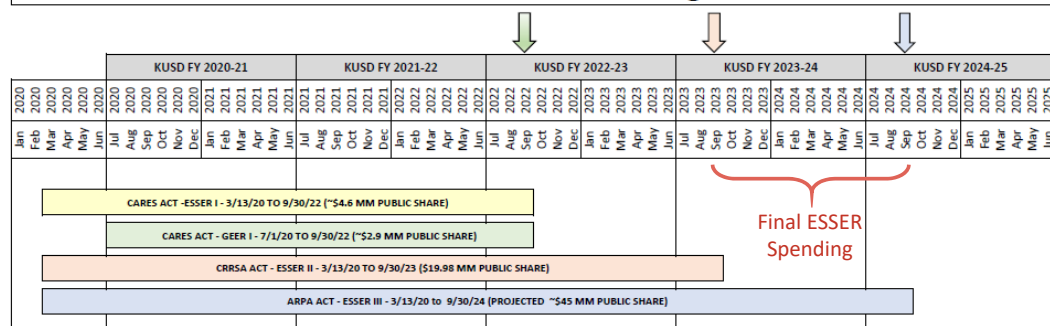 KUSD FY 2020-21 KUSD FY 2021-22 KUSD FY 2022-23 KUSD FY 2023-24 KUSD FY 2024-25
2020 2020 2020 2020 2020 2020 2020 2020 2020 2020 2020 2020 2021 2021 2021 2021 2021 2021 2021 2021 2021 2021 2021 2021 2022 2022 2022 2022 2022 2022 2022 2022 2022 2022 2022 2022 2023 2023 2023 2023 2023 2023 2023 2023 2023 2023 2023 2023 2024 2024 2024 2024 2024 2024 2024 2024 2024 2024 2024 2024 2025 2025 2025 2025 2025 2025
Jan Feb Mar Apr May Jun Jul Aug Sep Oct Nov Dec Jan Feb Mar Apr May Jun Jul Aug Sep Oct Nov Dec Jan Feb Mar Apr May Jun Jul Aug Sep Oct Nov Dec Jan Feb Mar Apr May Jun Jul Aug Sep Oct Nov Dec Jan Feb Mar Apr May Jun Jul Aug Sep Oct Nov Dec Jan Feb Mar Apr May Jun
CARES ACT -ESSER I - 3/13/20 TO 9/30/22 (~$4.6 MM PUBLIC SHARE)
CARES ACT - GEER I - 7/1/20 TO 9/30/22 (~$2.9 MM PUBLIC SHARE)
Final ESSER
Spending
CRRSA ACT - ESSER II - 3/13/20 TO 9/30/23 ($19.98 MM PUBLIC SHARE)
ARPA ACT - ESSER III - 3/13/20 to 9/30/24 (PROJECTED ~$45 MM PUBLIC SHARE)